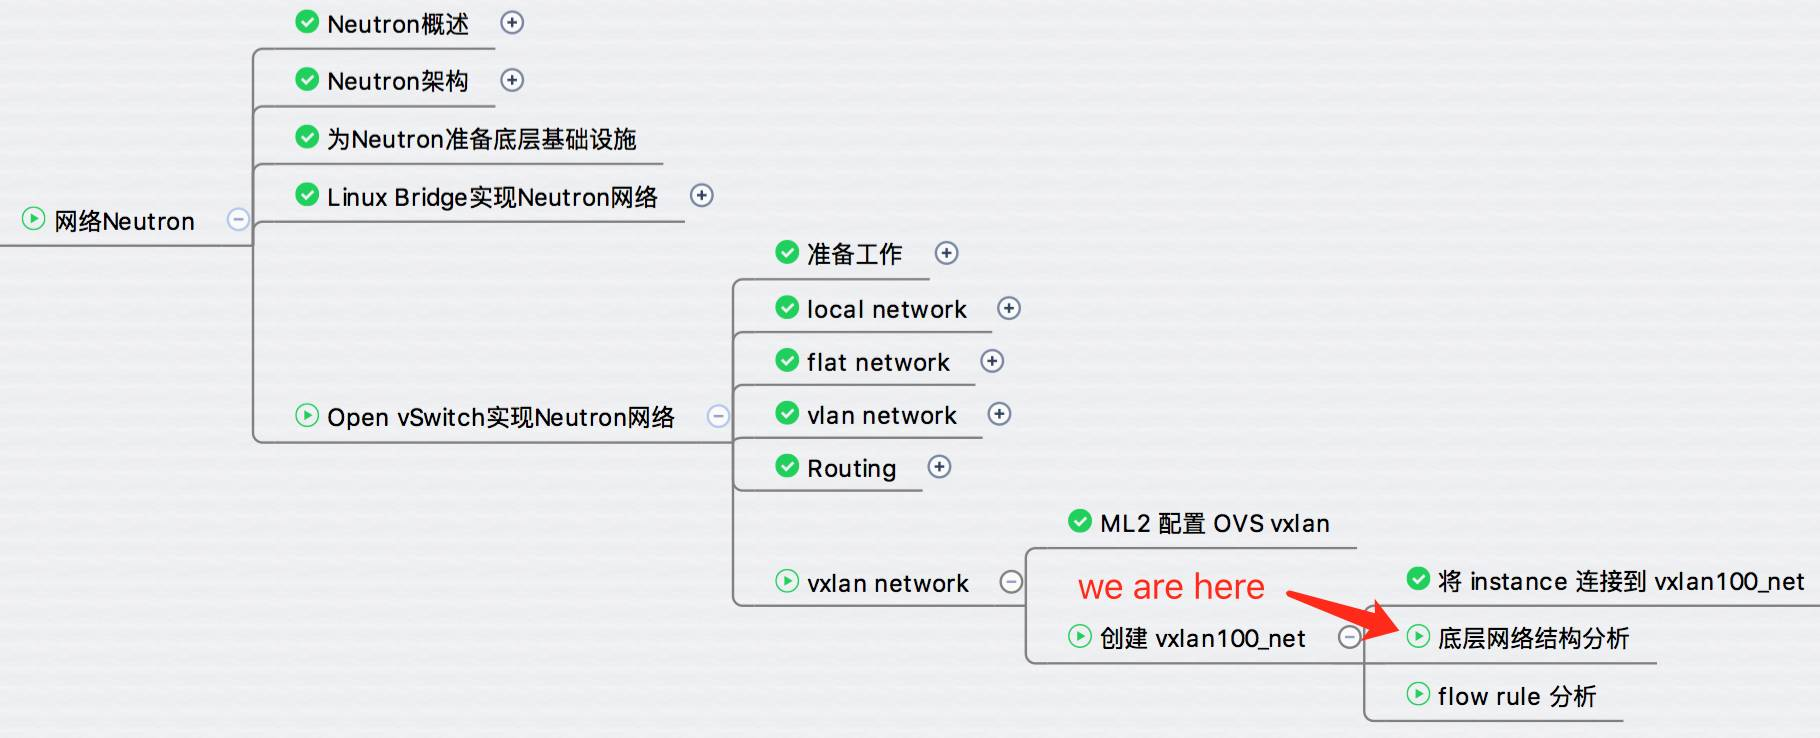 Neutron概述
Neutron架构
为Neutron准备底层基础设施
Linux Bridge实现Neutron网络
网络Neutron
准备工作
local network
flat network
vlan network
Open vSwitch实现Neutron网络
Routing
ML2 配置 OVS vxlan
vxlan network
we are here
将 instance 连接到 vxlan100_net
创建 vxlan100_net
底层网络结构分析
flow rule 分析